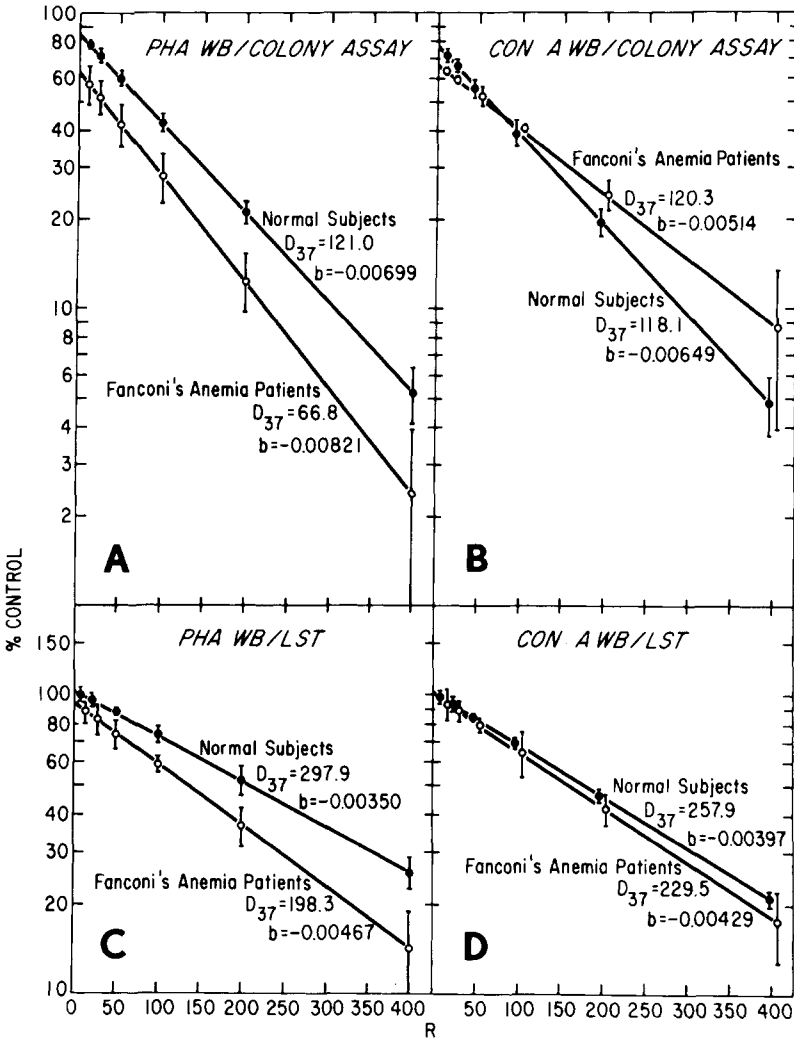 PHA WB/COLONY ASSAY
100
80
60
40
30
20
10
8
6
4
3
2
Normal Subjects
D37=121.0
b=-0.00699
Fanconi's Anemia Patients
D37=66.8
b=-0.00821
A
CON A WB/COLONY ASSAY
Fanconi's Anemia Patients
D37=120.3
b=-0.00514
Normal Subjects
D37=118.1
b=-0.00649
B
% CONTROL
PHA WB/LST
150
100
80
60
40
30
20
10
Normal Subjects
D37=297.9
b=-0.00350
Fanconi's Anemia Patients
D37=198.3
b=-0.00467
C
0 50 100 150 200 250 300 350 400
CON A WB/LST
Normal Subjects
D37=257.9
b=-0.00397
Fanconi's Anemia Patients
D37=229.5
b=-0.00429
D
50 100 150 200 250 300 350 400
R